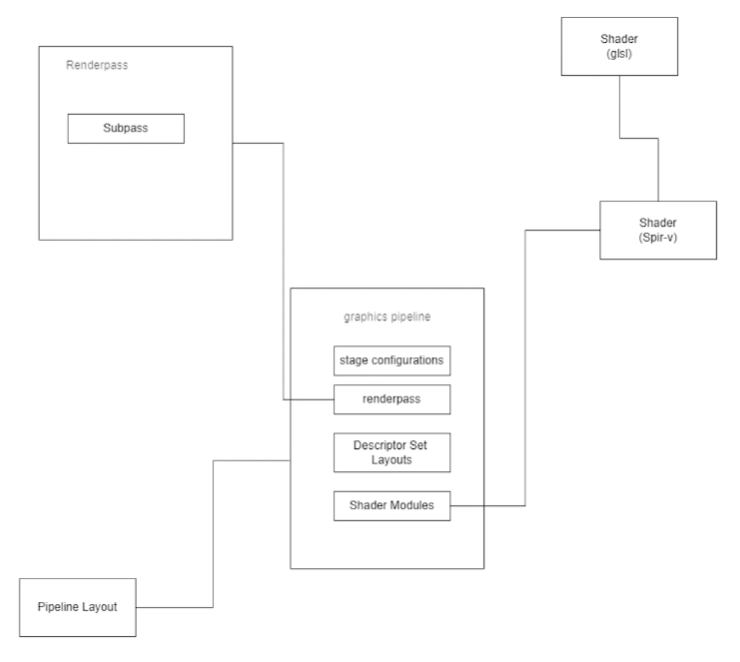 Shader
(glsl)
Renderpass
Subpass
Shader
(Spir-v)
graphics pipeline
stage configurations
renderpass
Descriptor Set
Layouts
Shader Modules
Pipeline Layout